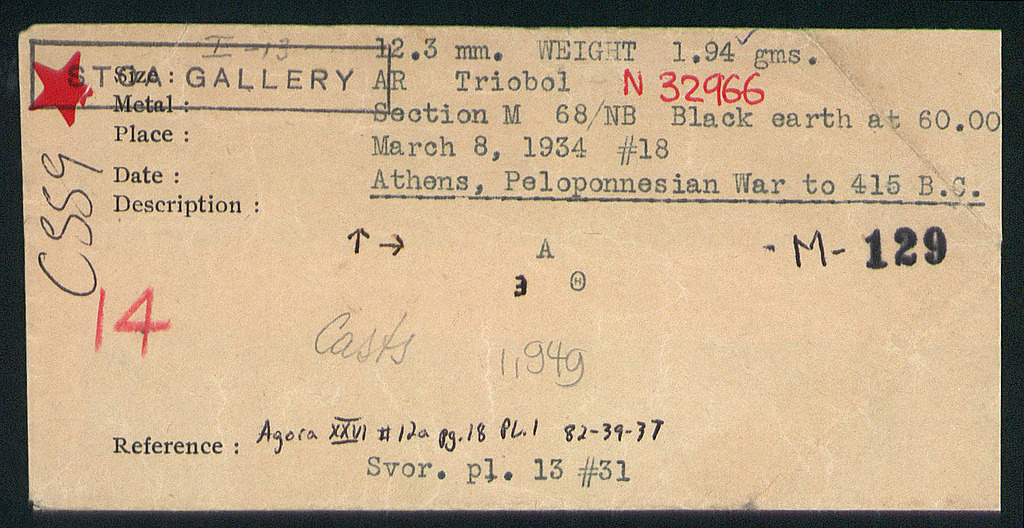 I-13
STOA GALLERY
Size : 12.3 mm. WEIGHT 1.94 gms.
Metal : AR Triobol N 32966
Place : Section M 68/NB Black earth at 60.00
March 8, 1934 #18
Date : Athens, Peloponnesian War to 415 B.C.
Description :
C559
↑ → A
·M- 129
Ǝ Θ
14
Casts 1,949
Reference : Agora XXVI #12a pg.18 PL.1 82-39-37
Svor. pl. 13 #31